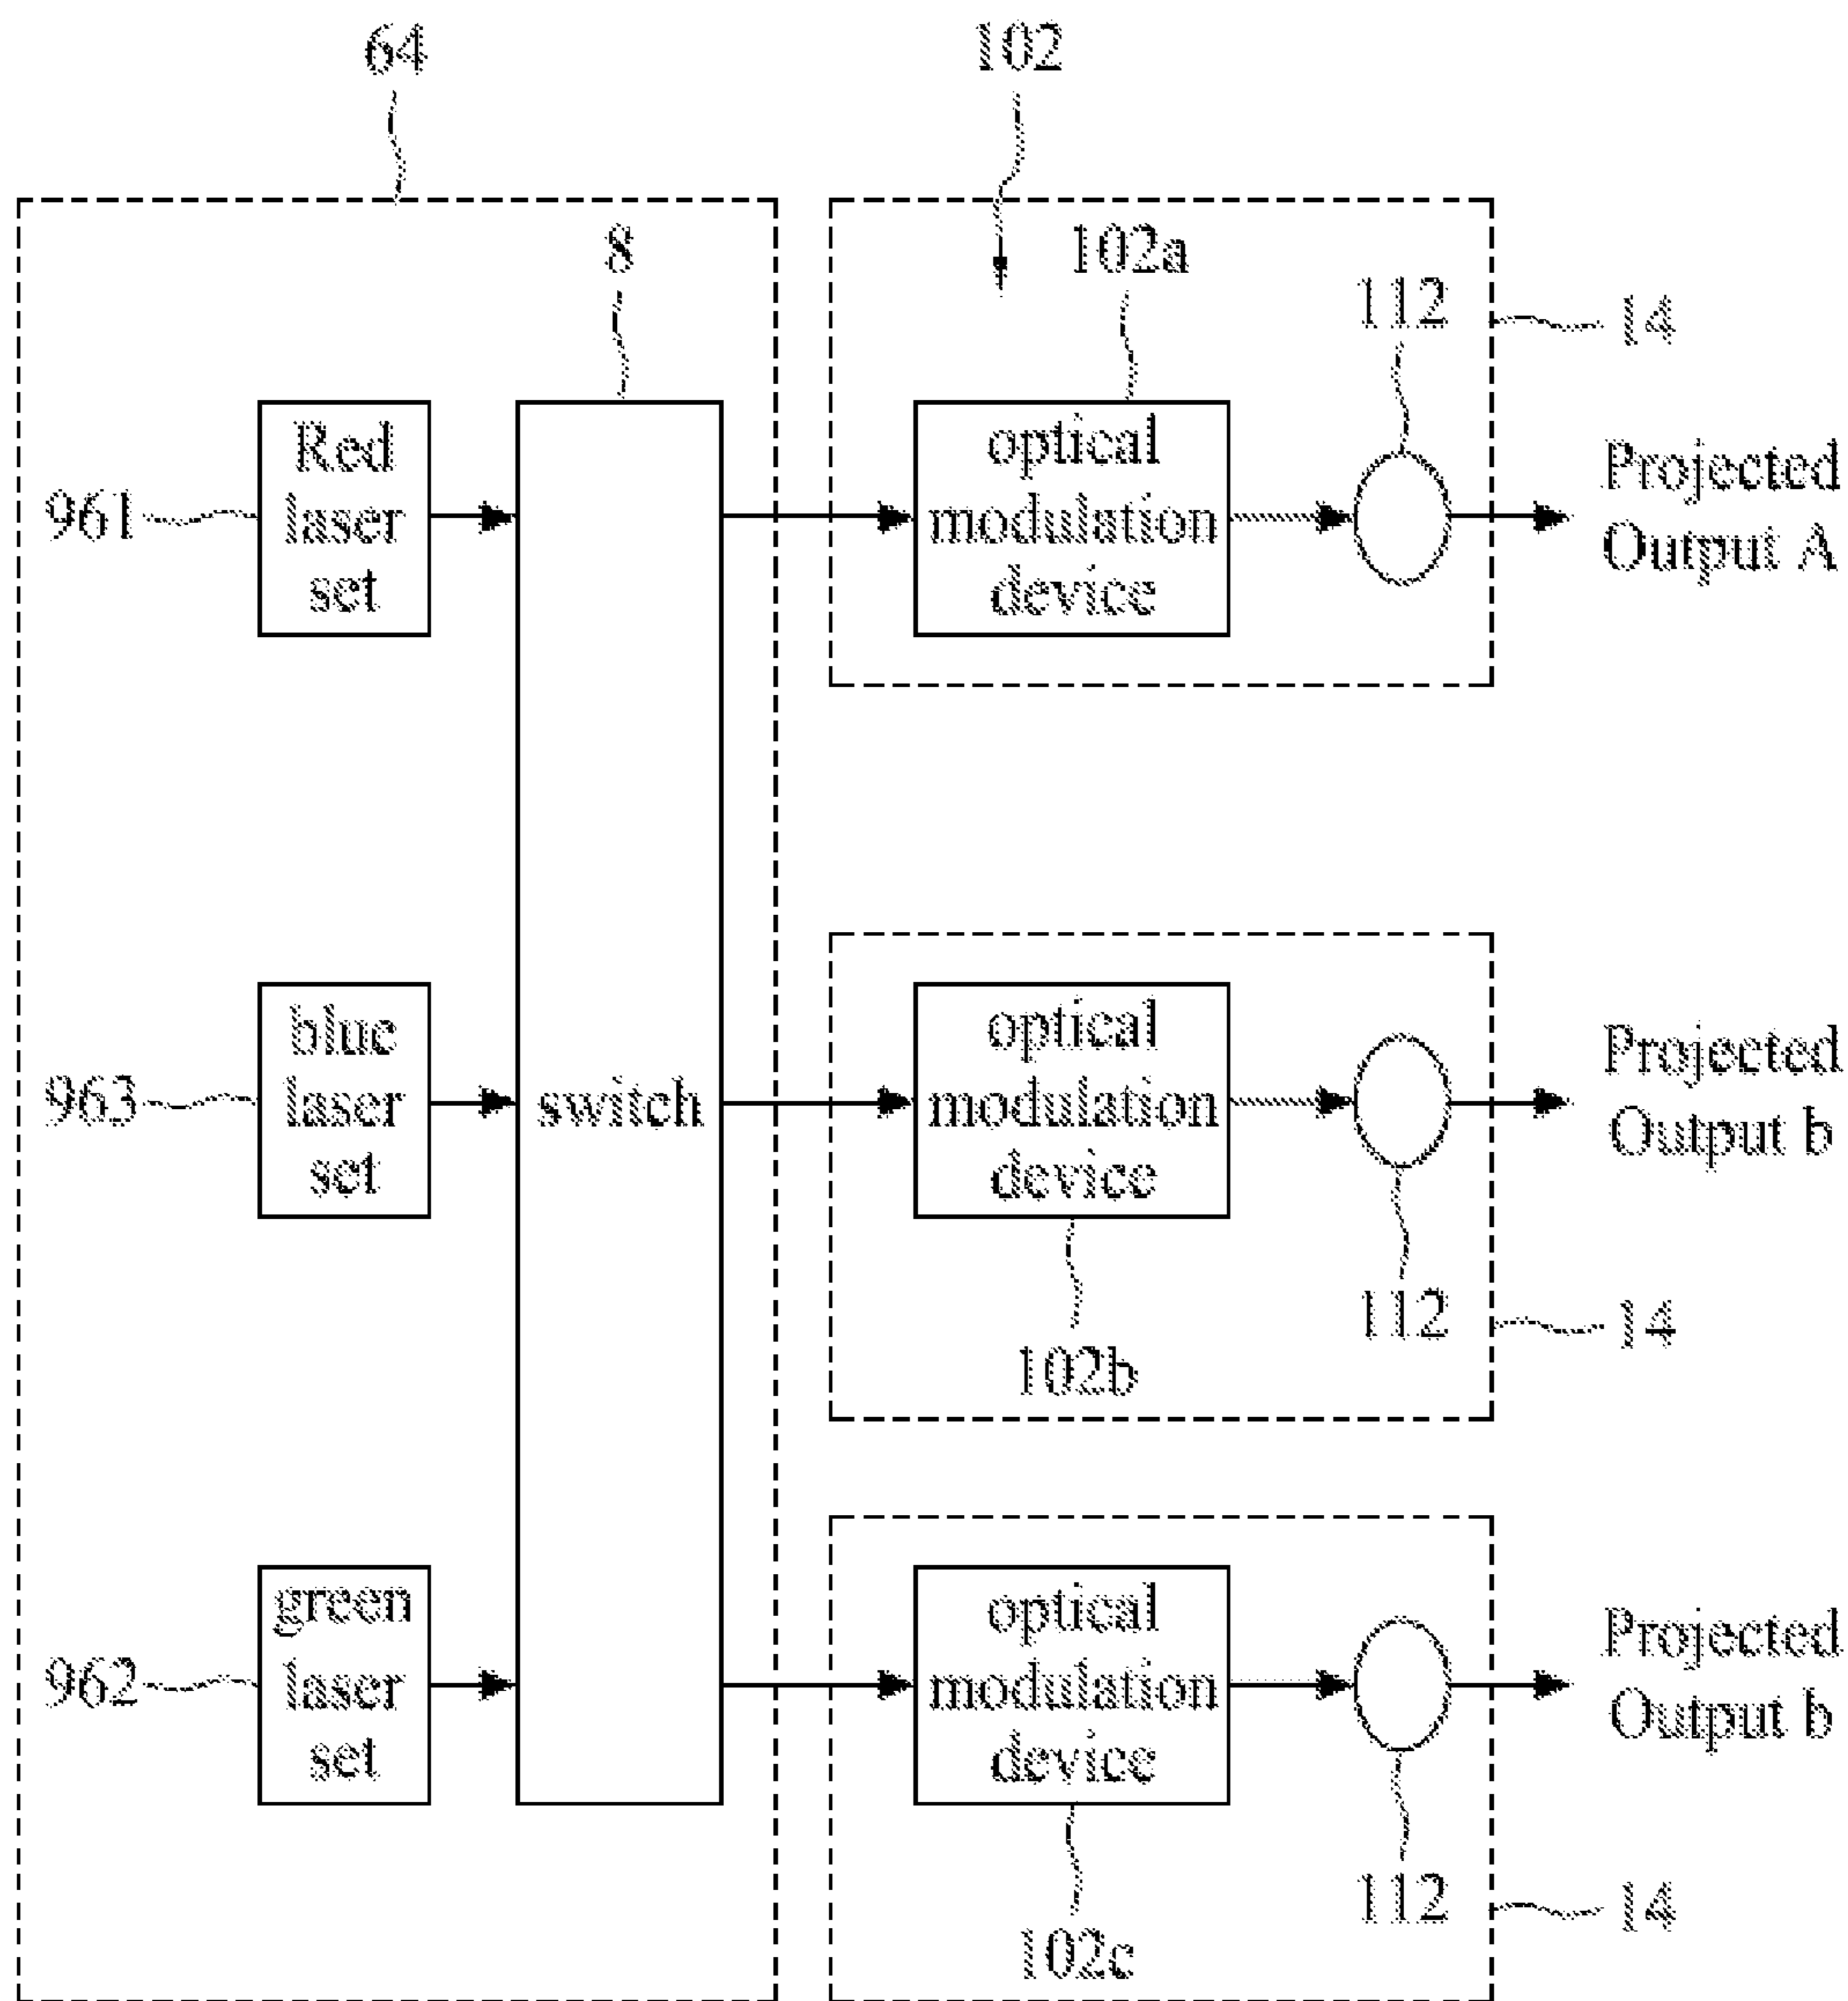 64
102
8
102a
112
14
961
Red
laser
set
optical
modulation
device
Projected
Output A
963
blue
laser
set
switch
optical
modulation
device
Projected
Output b
112
14
102b
962
green
laser
set
optical
modulation
device
Projected
Output b
112
14
102c